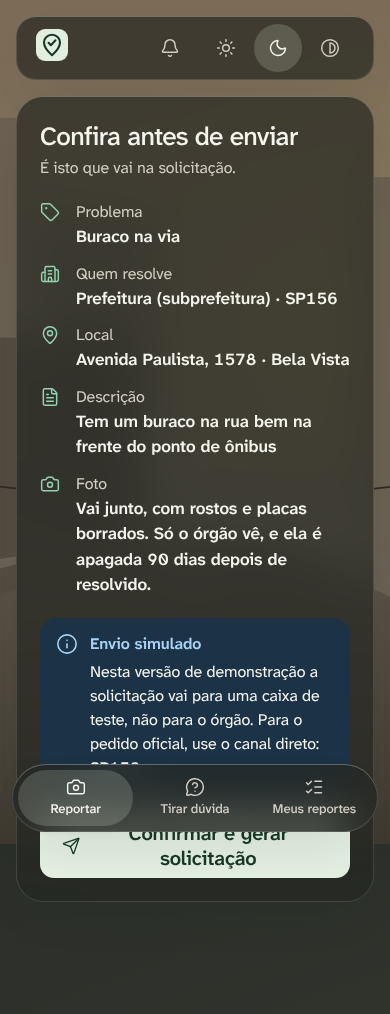 Confira antes de enviar
É isto que vai na solicitação.
Problema
Buraco na via
Quem resolve
Prefeitura (subprefeitura) · SP156
Local
Avenida Paulista, 1578 · Bela Vista
Descrição
Tem um buraco na rua bem na
frente do ponto de ônibus
Foto
Vai junto, com rostos e placas
borrados. Só o órgão vê, e ela é
apagada 90 dias depois de
resolvido.
Envio simulado
Nesta versão de demonstração a
solicitação vai para uma caixa de
teste, não para o órgão. Para o
pedido oficial, use o canal direto:
Reportar
Tirar dúvida
Meus reportes
Confirmar e gerar
solicitação